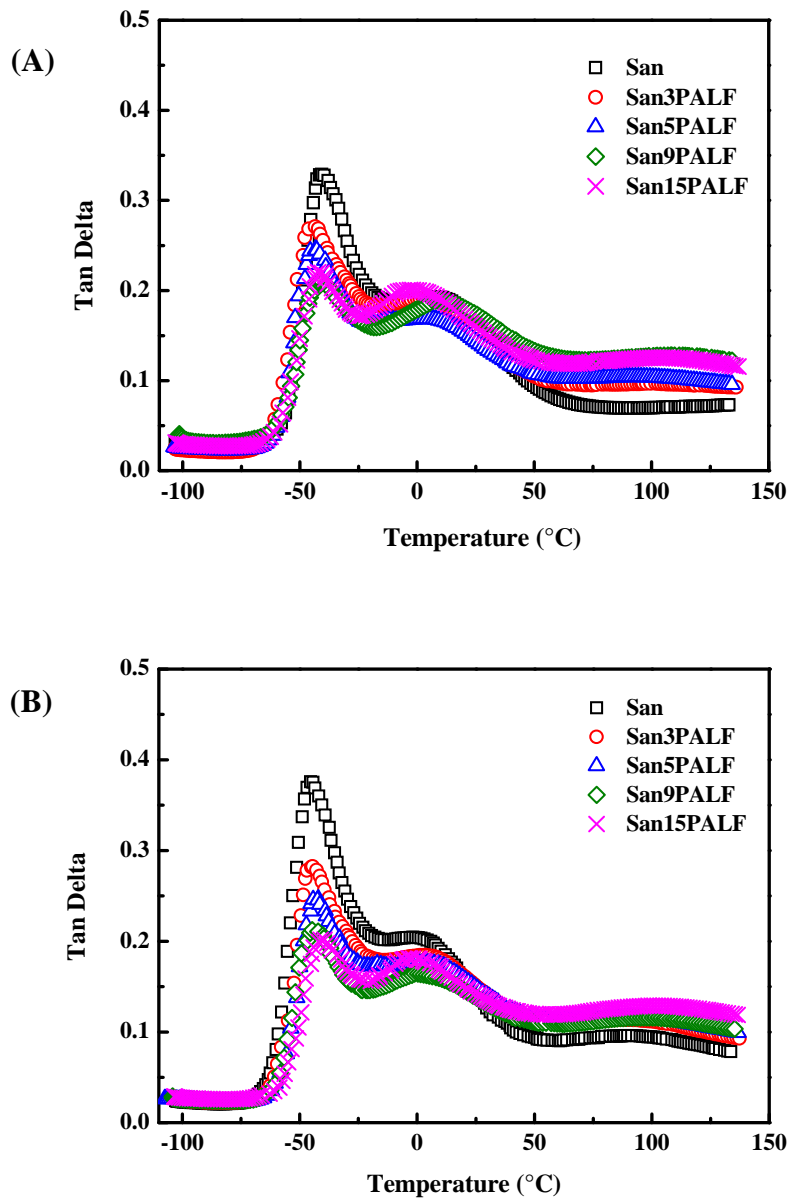 (A)
0.5
0.4
0.3
0.2
0.1
0.0
Tan Delta
San
San3PALF
San5PALF
San9PALF
San15PALF
-100
-50
0
50
100
150
Temperature (°C)
(B)
0.5
0.4
0.3
0.2
0.1
0.0
Tan Delta
San
San3PALF
San5PALF
San9PALF
San15PALF
-100
-50
0
50
100
150
Temperature (°C)